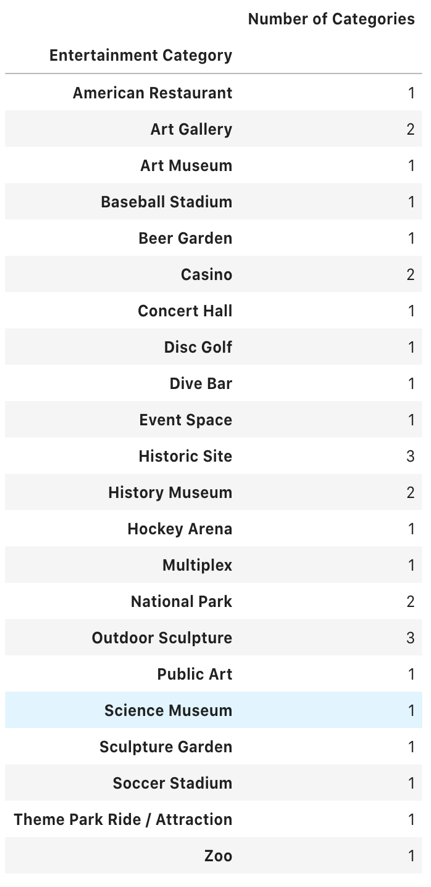 Number of Categories
Entertainment Category
American Restaurant 1
Art Gallery 2
Art Museum 1
Baseball Stadium 1
Beer Garden 1
Casino 2
Concert Hall 1
Disc Golf 1
Dive Bar 1
Event Space 1
Historic Site 3
History Museum 2
Hockey Arena 1
Multiplex 1
National Park 2
Outdoor Sculpture 3
Public Art 1
Science Museum 1
Sculpture Garden 1
Soccer Stadium 1
Theme Park Ride / Attraction 1
Zoo 1